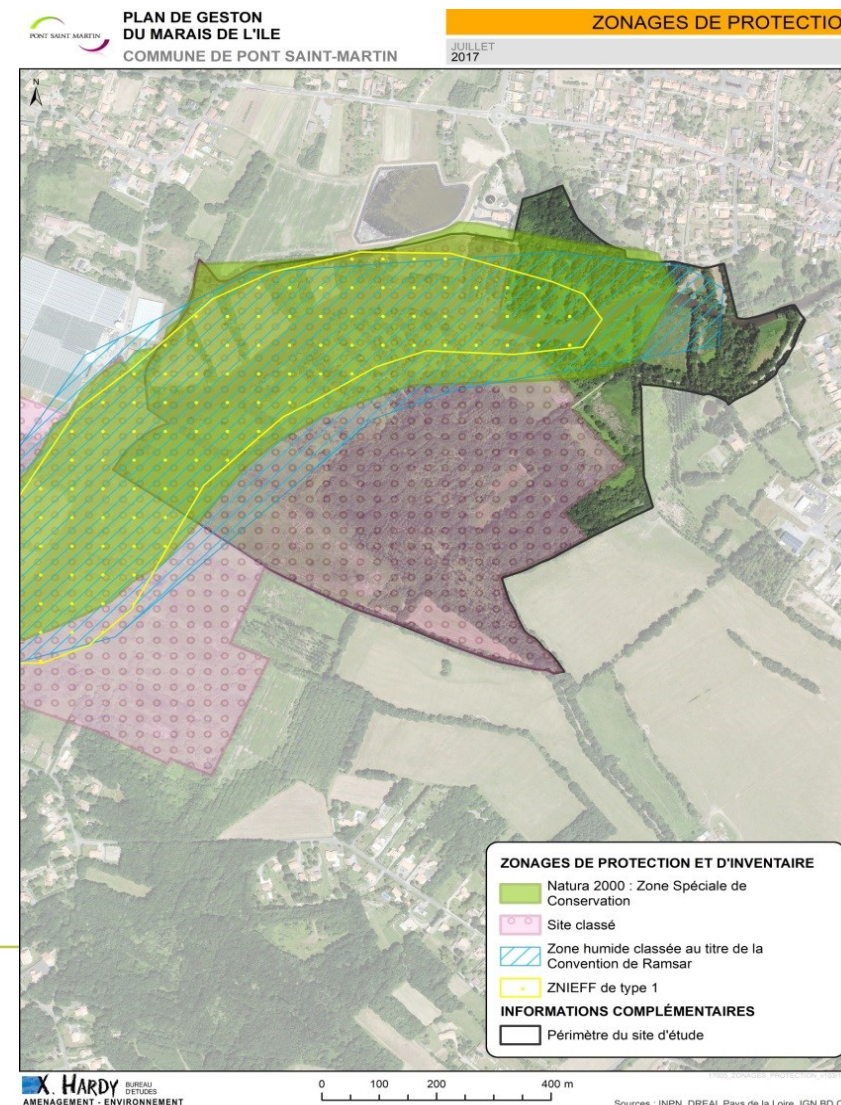 PONT SAINT MARTIN
PLAN DE GESTON
DU MARAIS DE L'ILE
COMMUNE DE PONT SAINT-MARTIN
ZONAGES DE PROTECTIO
JUILLET
2017
N
ZONAGES DE PROTECTION ET D'INVENTAIRE
Natura 2000 : Zone Spéciale de
Conservation
Site classé
Zone humide classée au titre de la
Convention de Ramsar
ZNIEFF de type 1
INFORMATIONS COMPLÉMENTAIRES
Périmètre du site d'étude
X. HARDY BUREAU
D'ETUDES
AMENAGEMENT - ENVIRONNEMENT
0 100 200 400 m
Sources : INPN, DREAL Pays de la Loire, IGN BD O